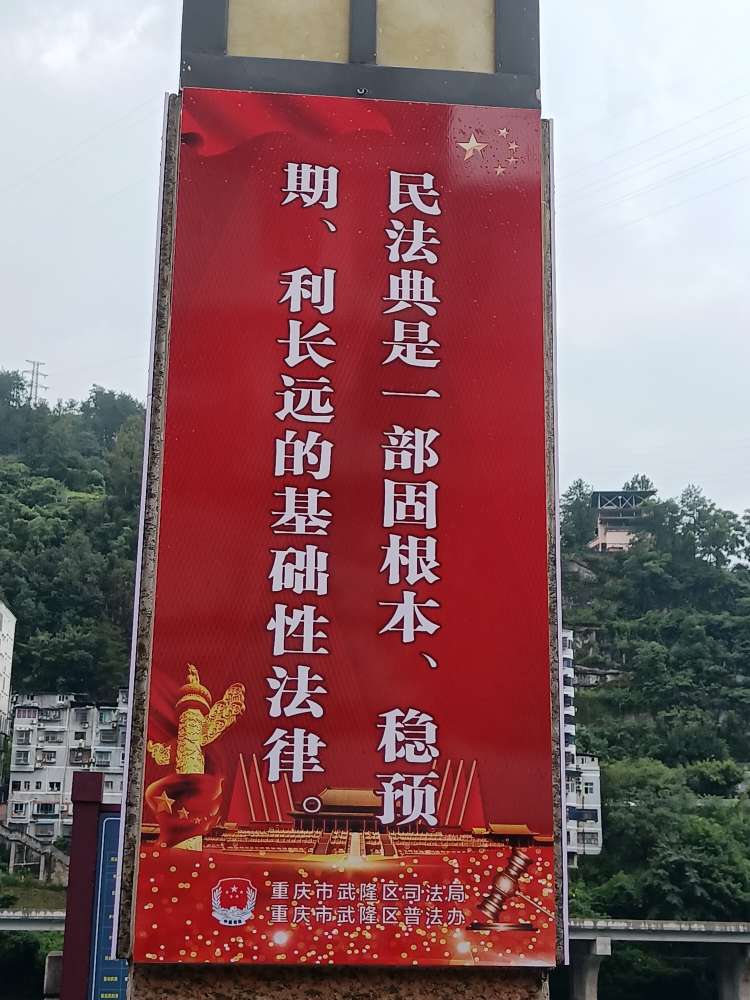 民法典是一部固根本、稳预
期、利长远的基础性法律。
重庆市武隆区司法局
重庆市武隆区普法办